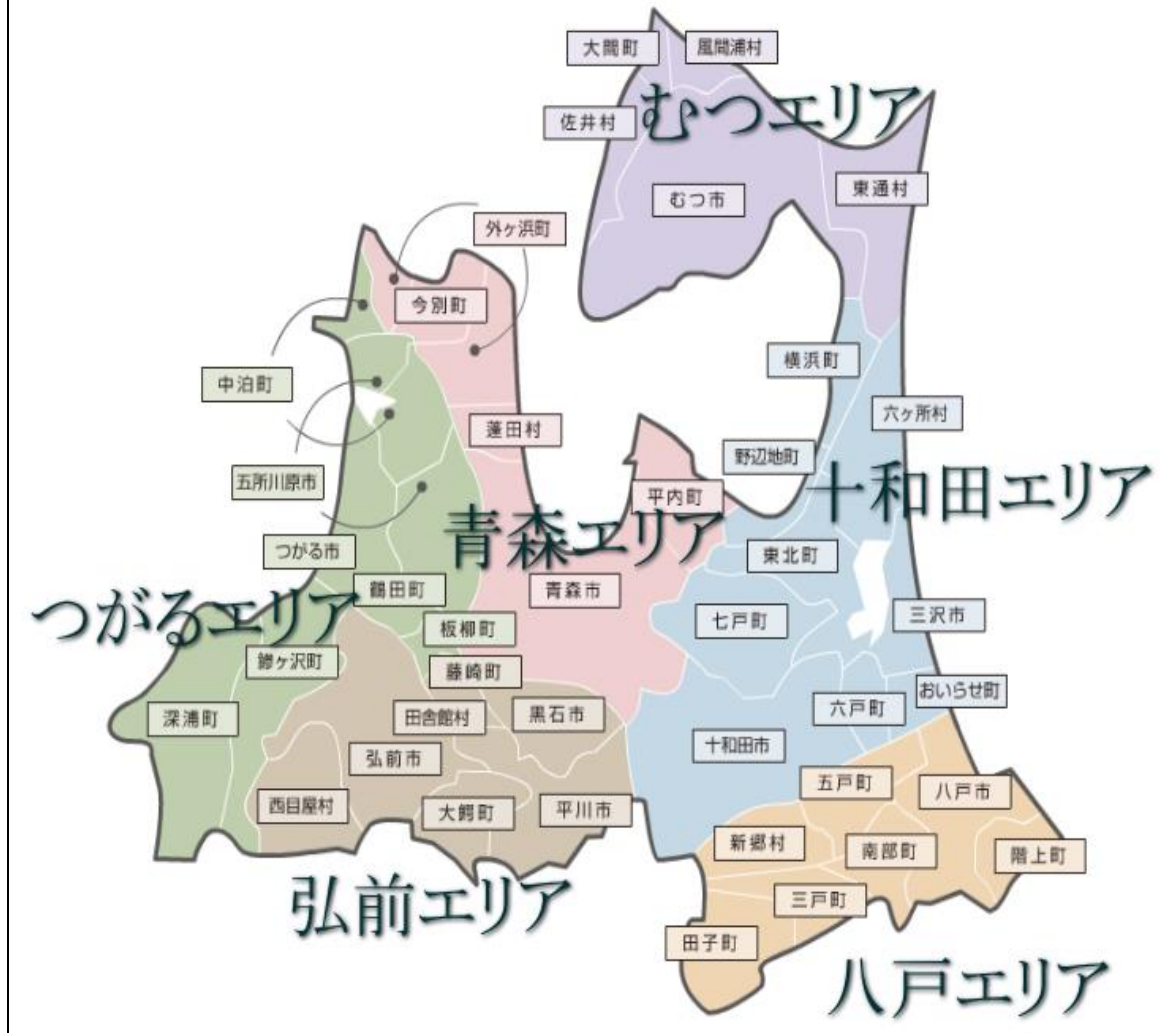 大間町
風間浦村
佐井村
むつエリア
むつ市
東通村
外ヶ浜町
今別町
中泊町
横浜町
六ヶ所村
蓬田村
野辺地町
五所川原市
十和田エリア
平内町
青森エリア
つがる市
東北町
鶴田町
青森市
つがるエリア
七戸町
三沢市
板柳町
鰺ヶ沢町
藤崎町
おいらせ町
深浦町
田舎館村
黒石市
六戸町
弘前市
十和田市
五戸町
八戸市
西目屋村
大鰐町
平川市
新郷村
南部町
階上町
弘前エリア
三戸町
田子町
八戸エリア